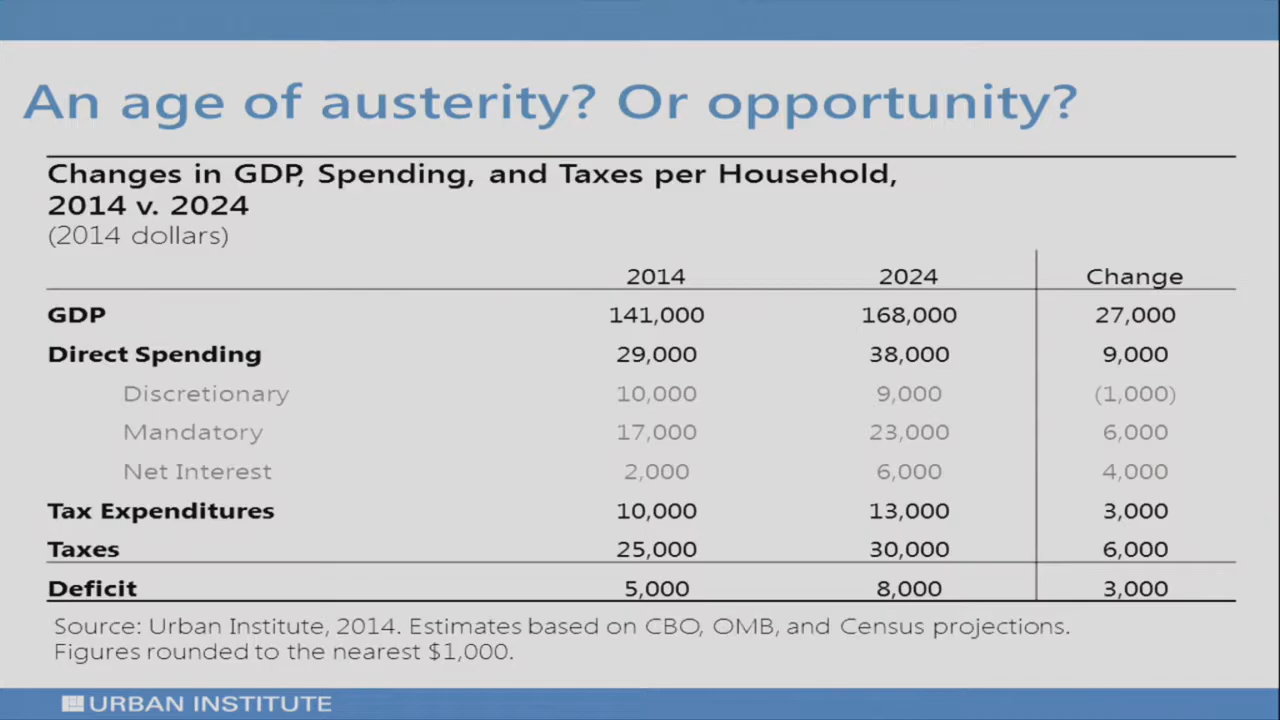 An age of austerity? Or opportunity?
Changes in GDP, Spending, and Taxes per Household,
2014 v. 2024
(2014 dollars)
2014 2024 Change
GDP 141,000 168,000 27,000
Direct Spending 29,000 38,000 9,000
Discretionary 10,000 9,000 (1,000)
Mandatory 17,000 23,000 6,000
Net Interest 2,000 6,000 4,000
Tax Expenditures 10,000 13,000 3,000
Taxes 25,000 30,000 6,000
Deficit 5,000 8,000 3,000
Source: Urban Institute, 2014. Estimates based on CBO, OMB, and Census projections.
Figures rounded to the nearest $1,000.
URBAN INSTITUTE